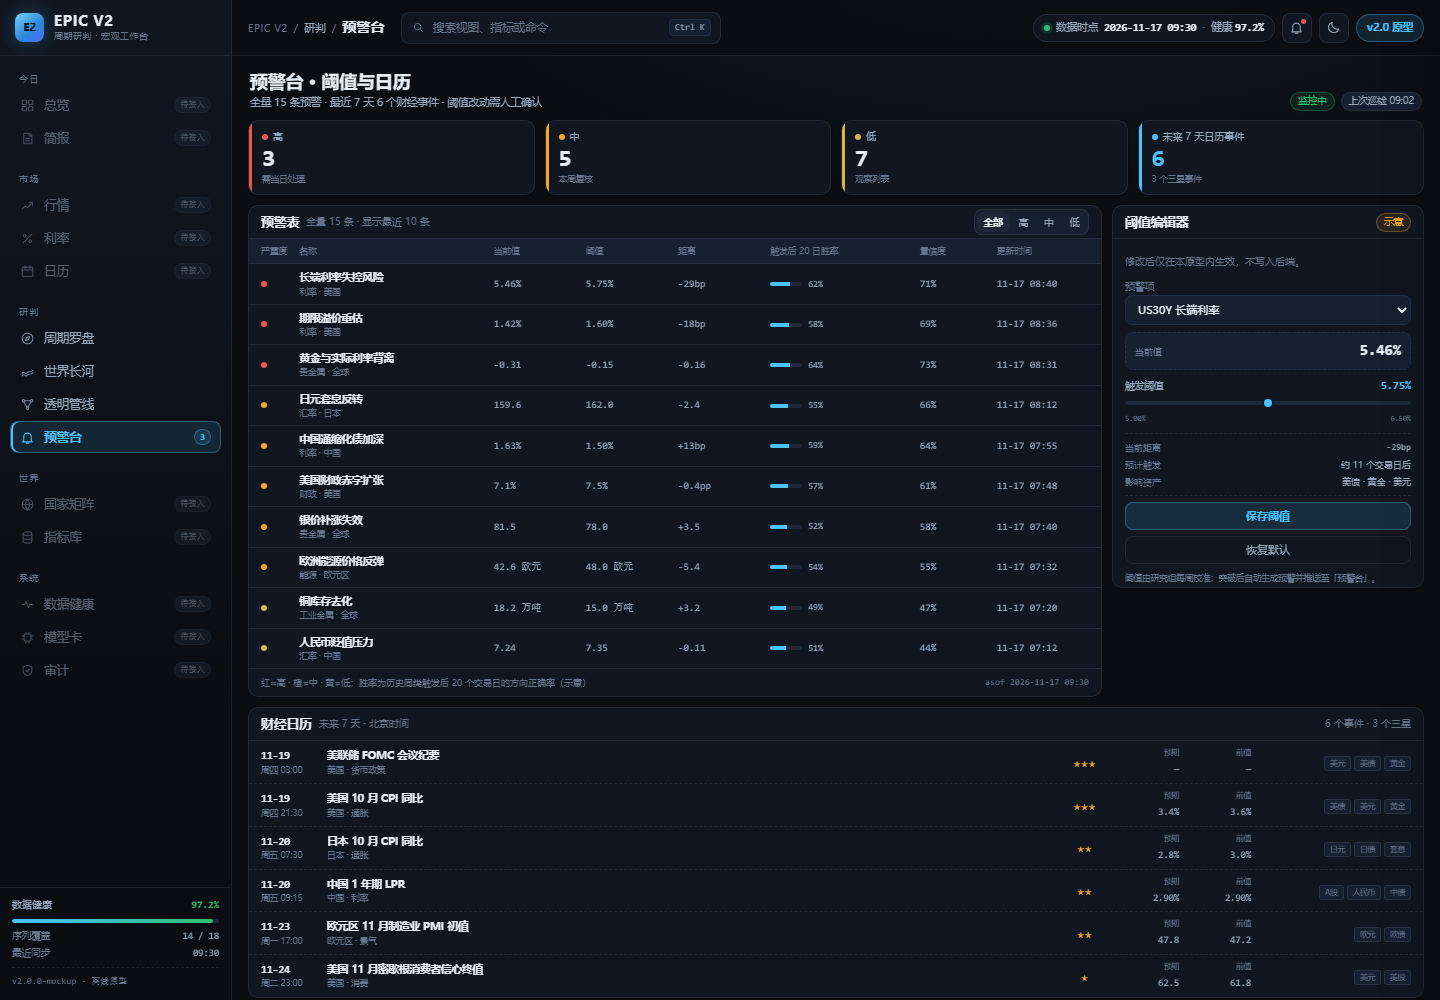 E2
EPIC V2
周期研判 · 宏观工作台
今日
总览 待接入
简报 待接入
市场
行情 待接入
利率 待接入
日历 待接入
研判
周期罗盘
世界长河
透明管线
预警台 3
世界
国家矩阵 待接入
指标库 待接入
系统
数据健康 待接入
模型卡 待接入
审计 待接入
数据健康 97.2%
序列覆盖 14 / 18
最近同步 09:30
v2.0.0-mockup · 离线原型
EPIC V2 / 研判 / 预警台
搜索视图、指标或命令 Ctrl K
数据时点 2026-11-17 09:30 · 健康 97.2%
v2.0 原型
预警台 • 阈值与日历
全量 15 条预警 · 最近 7 天 6 个财经事件 · 阈值改动需人工确认
监控中 上次巡检 09:02
高
3
需当日处理
中
5
本周复核
低
7
观察列表
未来 7 天日历事件
6
3 个三星事件
预警表 全量 15 条 · 显示最近 10 条
全部 高 中 低
严重度 名称 当前值 阈值 距离 触发后 20 日胜率 置信度 更新时间
长端利率失控风险 5.46% 5.75% -29bp 62% 71% 11-17 08:40
利率 · 美国
期限溢价重估 1.42% 1.60% -18bp 58% 69% 11-17 08:36
利率 · 美国
黄金与实际利率背离 -0.31 -0.15 -0.16 64% 73% 11-17 08:31
贵金属 · 全球
日元套息反转 159.6 162.0 -2.4 55% 66% 11-17 08:12
汇率 · 日本
中国通缩化债加深 1.63% 1.50% +13bp 59% 64% 11-17 07:55
利率 · 中国
美国财政赤字扩张 7.1% 7.5% -0.4pp 57% 61% 11-17 07:48
财政 · 美国
银价补涨失效 81.5 78.0 +3.5 52% 58% 11-17 07:40
贵金属 · 全球
欧洲能源价格反弹 42.6 欧元 48.0 欧元 -5.4 54% 55% 11-17 07:32
能源 · 欧元区
铜库存去化 18.2 万吨 15.0 万吨 +3.2 49% 47% 11-17 07:20
工业金属 · 全球
人民币贬值压力 7.24 7.35 -0.11 51% 44% 11-17 07:12
汇率 · 中国
红=高 · 橙=中 · 黄=低；胜率为历史同类触发后 20 个交易日的方向正确率（示意）
asof 2026-11-17 09:30
阈值编辑器 示意
修改后仅在本原型内生效，不写入后端。
预警项
US30Y 长端利率
当前值 5.46%
触发阈值 5.75%
5.00% 6.50%
当前距离 -29bp
预计触发 约 11 个交易日后
影响资产 美债 · 黄金 · 美元
保存阈值
恢复默认
阈值由研究组每周校准；突破后自动生成预警并推送至「预警台」。
财经日历 未来 7 天 · 北京时间 6 个事件 · 3 个三星
11-19 美联储 FOMC 会议纪要 ★★★ 预期 前值 美元 美债 黄金
周四 03:00 美国 · 货币政策 — —
11-19 美国 10 月 CPI 同比 ★★★ 预期 前值 美债 美元 黄金
周四 21:30 美国 · 通胀 3.4% 3.6%
11-20 日本 10 月 CPI 同比 ★★ 预期 前值 日元 日债 套息
周五 07:30 日本 · 通胀 2.8% 3.0%
11-20 中国 1 年期 LPR ★★ 预期 前值 A股 人民币 中债
周五 09:15 中国 · 利率 2.90% 2.90%
11-23 欧元区 11 月制造业 PMI 初值 ★★ 预期 前值 欧元 欧债
周一 17:00 欧元区 · 景气 47.8 47.2
11-24 美国 11 月密歇根消费者信心终值 ★ 预期 前值 美元 美股
周二 23:00 美国 · 消费 62.5 61.8